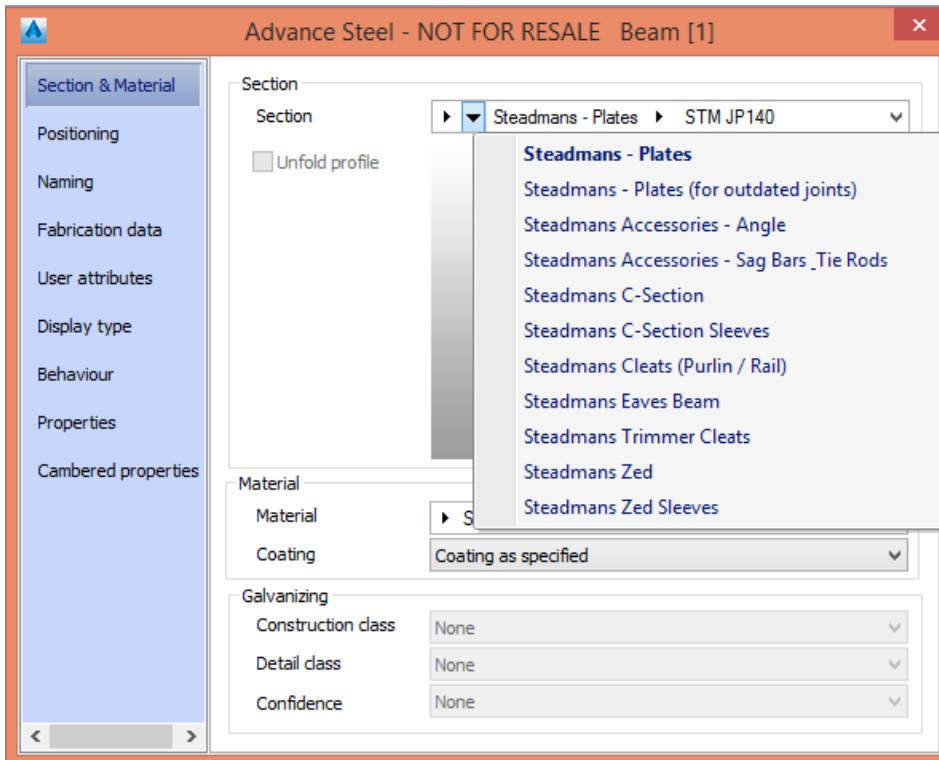 Advance Steel - NOT FOR RESALE   Beam [1]
Section & Material
Positioning
Naming
Fabrication data
User attributes
Display type
Behaviour
Properties
Cambered properties
Section
Section
Steadmans - Plates
STM JP140
Unfold profile
Steadmans - Plates
Steadmans - Plates (for outdated joints)
Steadmans Accessories - Angle
Steadmans Accessories - Sag Bars _Tie Rods
Steadmans C-Section
Steadmans C-Section Sleeves
Steadmans Cleats (Purlin / Rail)
Steadmans Eaves Beam
Steadmans Trimmer Cleats
Steadmans Zed
Steadmans Zed Sleeves
Material
Material
S
Coating
Coating as specified
Galvanizing
Construction class
None
Detail class
None
Confidence
None